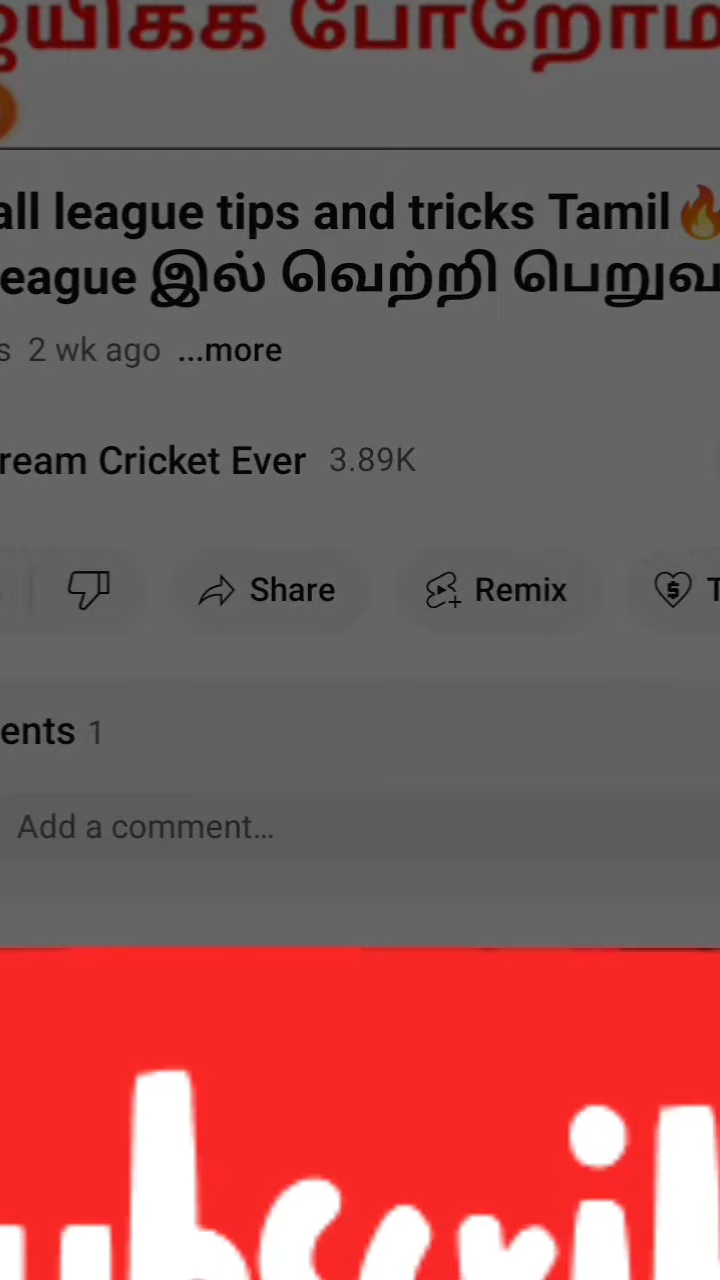 போறோம
all league tips and tricks Tamil🔥
eague இல் வெற்றி பெறுவ
s 2 wk ago ...more
ream Cricket Ever 3.89K
Share Remix T
ents 1
Add a comment...
ubscri